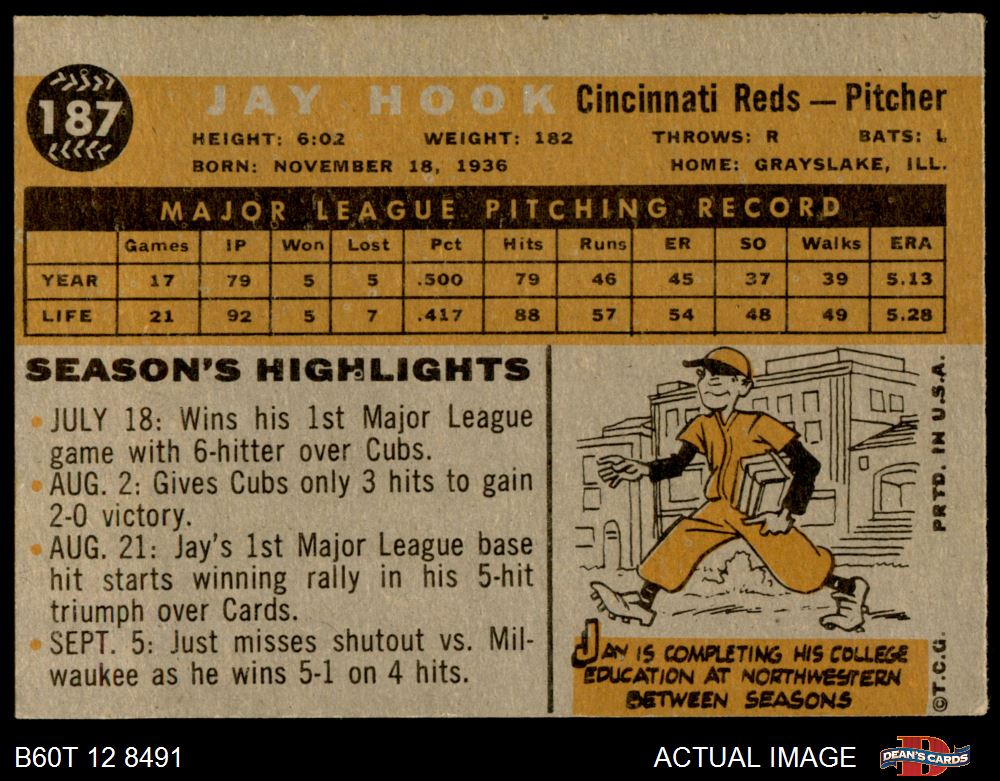 187
JAY HOOK Cincinnati Reds — Pitcher
HEIGHT: 6:02 WEIGHT: 182 THROWS: R BATS: L
BORN: NOVEMBER 18, 1936 HOME: GRAYSLAKE, ILL.
MAJOR LEAGUE PITCHING RECORD
Games IP Won Lost Pct Hits Runs ER SO Walks ERA
YEAR 17 79 5 5 .500 79 46 45 37 39 5.13
LIFE 21 92 5 7 .417 88 57 54 48 49 5.28
SEASON'S HIGHLIGHTS
• JULY 18: Wins his 1st Major League
game with 6-hitter over Cubs.
• AUG. 2: Gives Cubs only 3 hits to gain
2-0 victory.
• AUG. 21: Jay's 1st Major League base
hit starts winning rally in his 5-hit
triumph over Cards.
• SEPT. 5: Just misses shutout vs. Mil-
waukee as he wins 5-1 on 4 hits.
JAY IS COMPLETING HIS COLLEGE
EDUCATION AT NORTHWESTERN
BETWEEN SEASONS
©T.C.G. PRTD. IN U.S.A.
B60T 12 8491 ACTUAL IMAGE DEAN'S CARDS